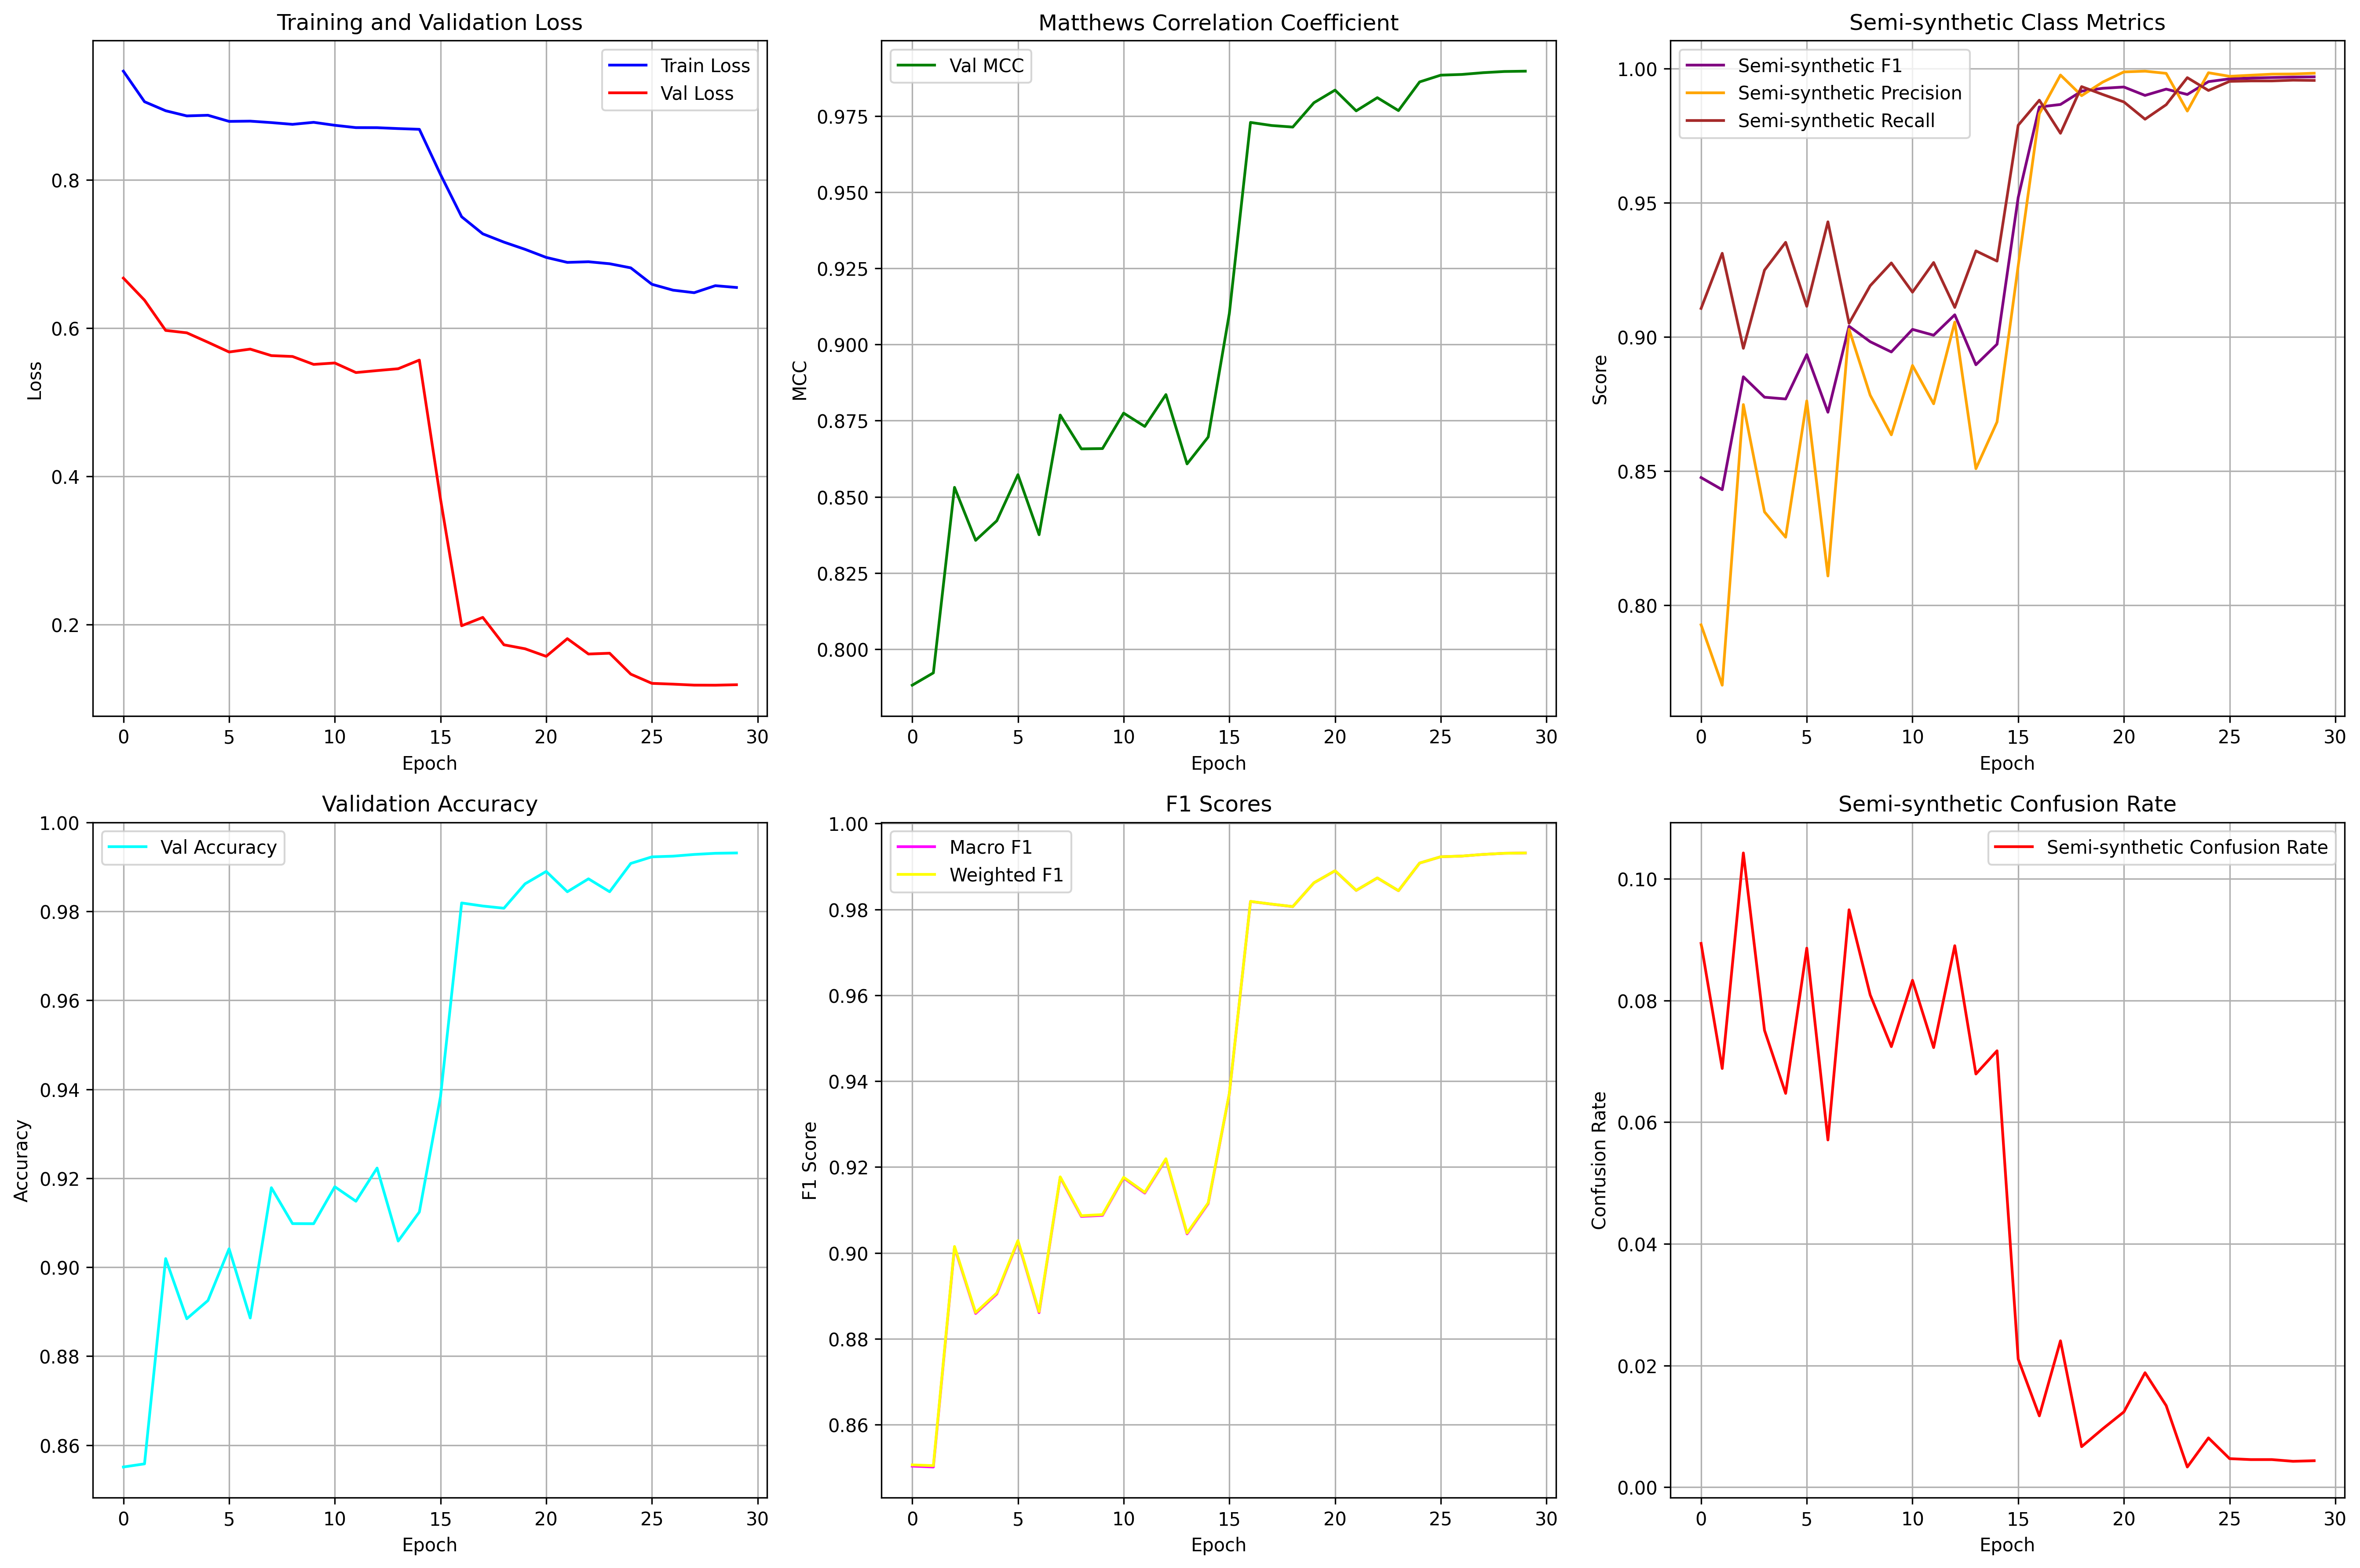 Training and Validation Loss
Train Loss
Val Loss
0.8
0.6
0.4
0.2
Loss
0 5 10 15 20 25 30
Epoch
Matthews Correlation Coefficient
Val MCC
0.975
0.950
0.925
0.900
0.875
0.850
0.825
0.800
MCC
0 5 10 15 20 25 30
Epoch
Semi-synthetic Class Metrics
Semi-synthetic F1
Semi-synthetic Precision
Semi-synthetic Recall
1.00
0.95
0.90
0.85
0.80
Score
0 5 10 15 20 25 30
Epoch
Validation Accuracy
Val Accuracy
1.00
0.98
0.96
0.94
0.92
0.90
0.88
0.86
Accuracy
0 5 10 15 20 25 30
Epoch
F1 Scores
Macro F1
Weighted F1
1.00
0.98
0.96
0.94
0.92
0.90
0.88
0.86
F1 Score
0 5 10 15 20 25 30
Epoch
Semi-synthetic Confusion Rate
Semi-synthetic Confusion Rate
0.10
0.08
0.06
0.04
0.02
0.00
Confusion Rate
0 5 10 15 20 25 30
Epoch